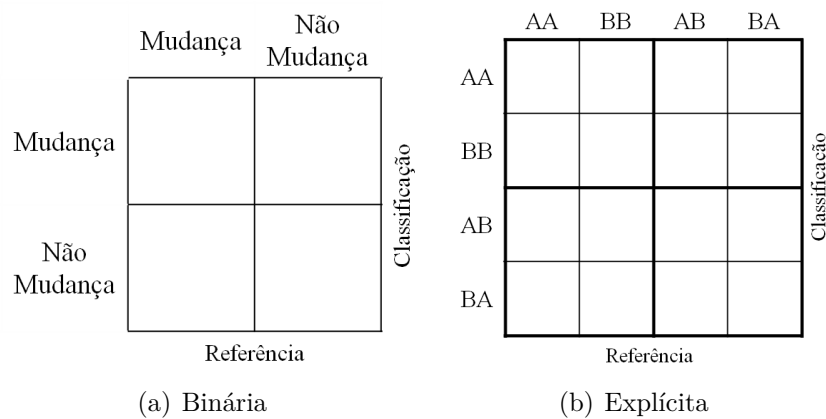 Mudança
Não
Mudança
Mudança
Não
Mudança
Classificação
Referência
(a) Binária
AA BB AB BA
AA
BB
AB
BA
Classificação
Referência
(b) Explícita